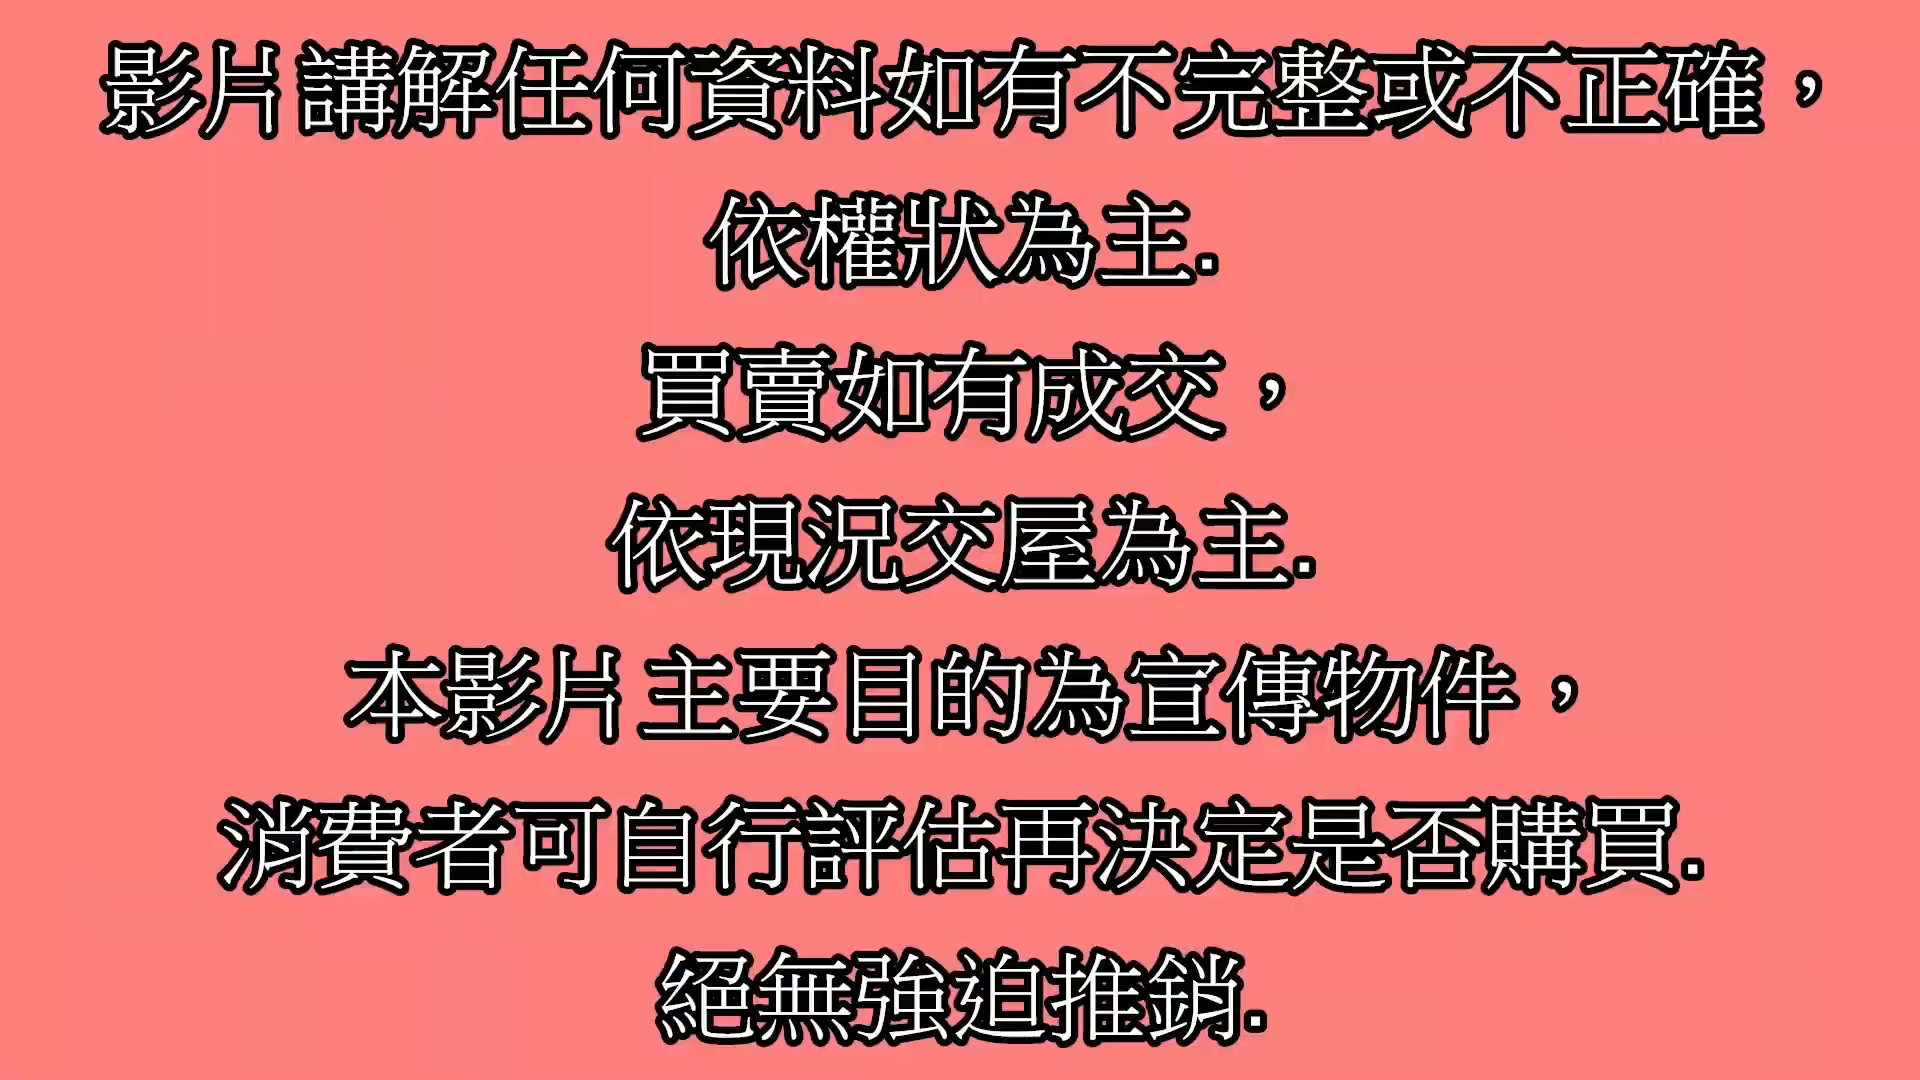 影片講解任何資料如有不完整或不正確，
依權狀為主.
買賣如有成交，
依現況交屋為主.
本影片主要目的為宣傳物件，
消費者可自行評估再決定是否購買.
絕無強迫推銷.